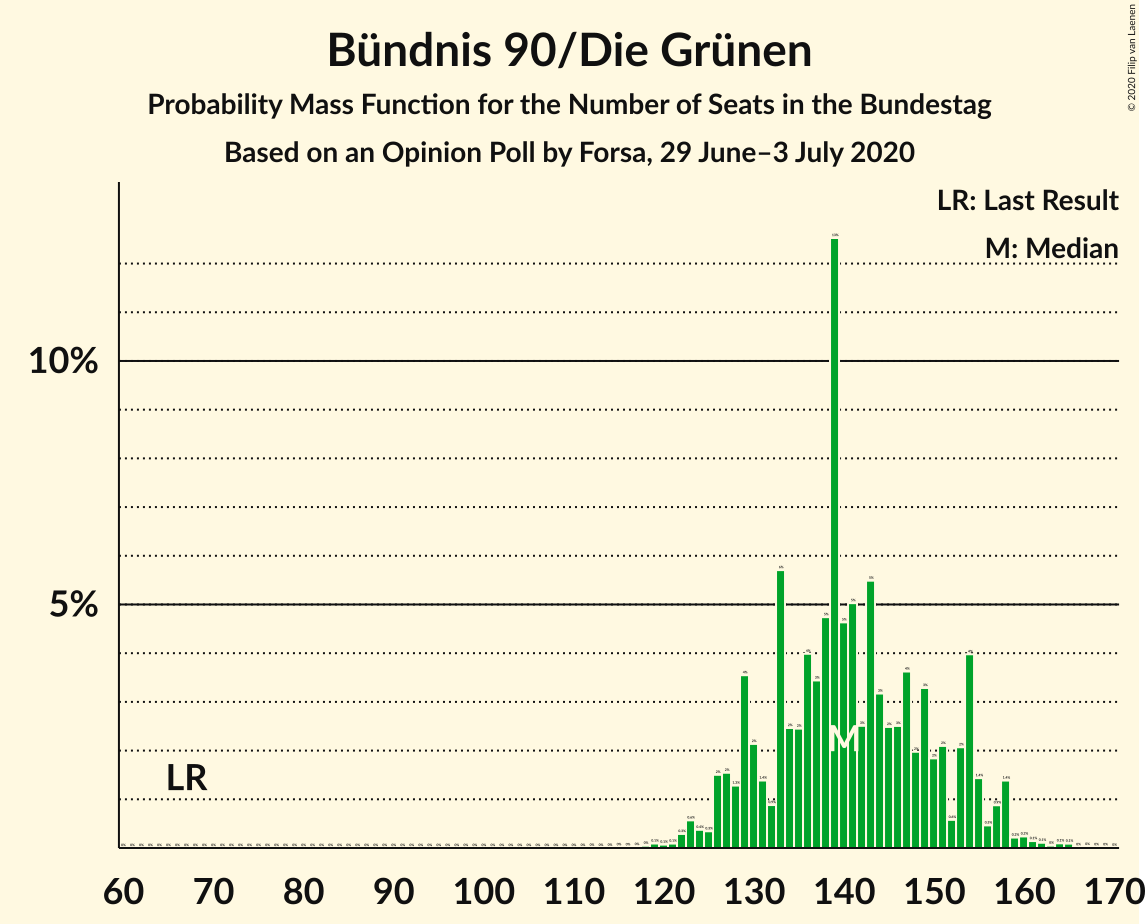 Bündnis 90/Die Grünen
Probability Mass Function for the Number of Seats in the Bundestag
Based on an Opinion Poll by Forsa, 29 June–3 July 2020
© 2020 Filip van Laenen
LR: Last Result
M: Median
10%
5%
LR
M
60 70 80 90 100 110 120 130 140 150 160 170